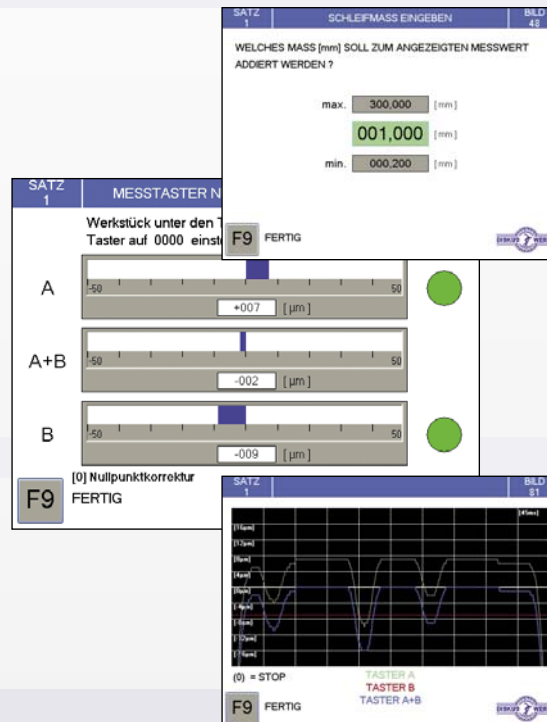 SATZ
1
SCHLEIFMASS EINGEBEN
BILD
48
WELCHES MASS [mm] SOLL ZUM ANGEZEIGTEN MESSWERT
ADDIERT WERDEN ?
max. 300,000 [mm]
001,000 [mm]
min. 000,200 [mm]
F9 FERTIG
DISKUS WERKE
SATZ
1
MESSTASTER N
Werkstück unter den T
Taster auf 0000 einste
A
-50 50
+007 [µm]
A+B
-50 50
-002 [µm]
B
-50 50
-009 [µm]
[0] Nullpunktkorrektur
F9 FERTIG
SATZ
1
BILD
81
[16µm]
[12µm]
[8µm]
[4µm]
[0µm]
[-4µm]
[-8µm]
[-12µm]
[-16µm]
(0) = STOP
TASTER A
TASTER B
TASTER A+B
F9 FERTIG